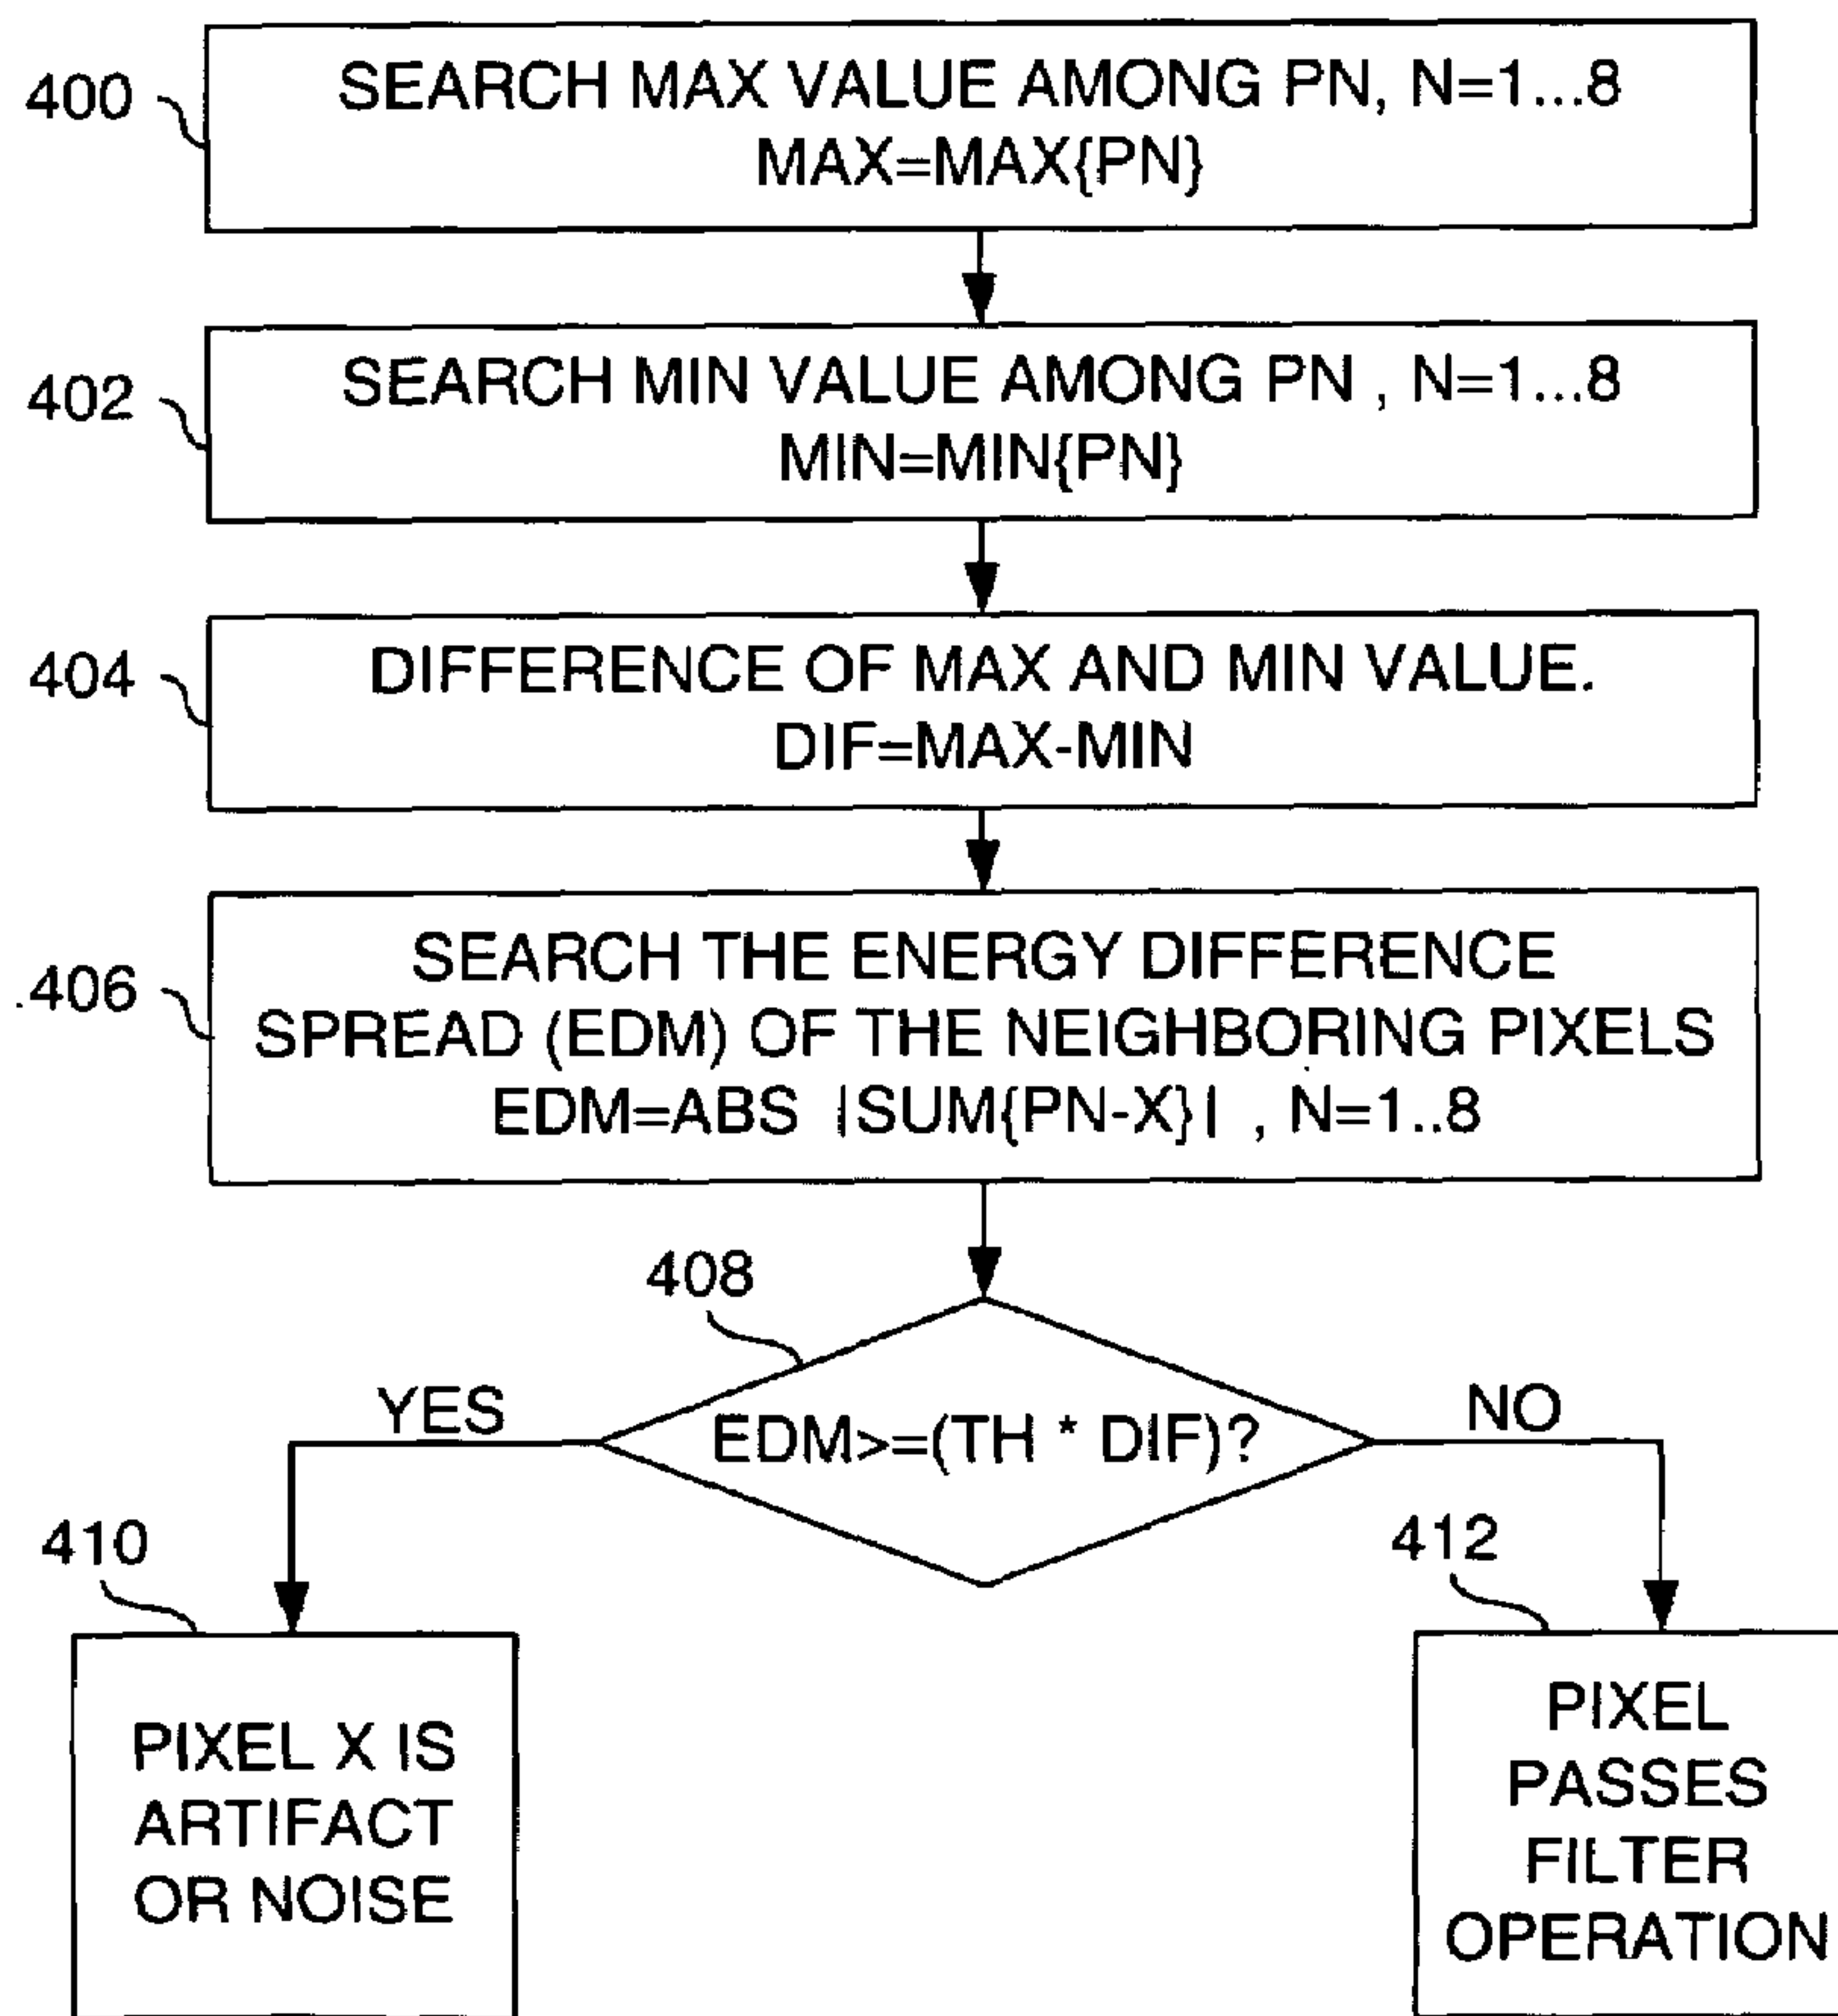 400
SEARCH MAX VALUE AMONG PN, N=1...8
MAX=MAX{PN}
402
SEARCH MIN VALUE AMONG PN , N=1...8
MIN=MIN{PN}
404
DIFFERENCE OF MAX AND MIN VALUE.
DIF=MAX-MIN
406
SEARCH THE ENERGY DIFFERENCE
SPREAD (EDM) OF THE NEIGHBORING PIXELS
EDM=ABS |SUM{PN-X}| , N=1..8
408
YES
EDM>=(TH * DIF)?
NO
410
PIXEL X IS
ARTIFACT
OR NOISE
412
PIXEL
PASSES
FILTER
OPERATION